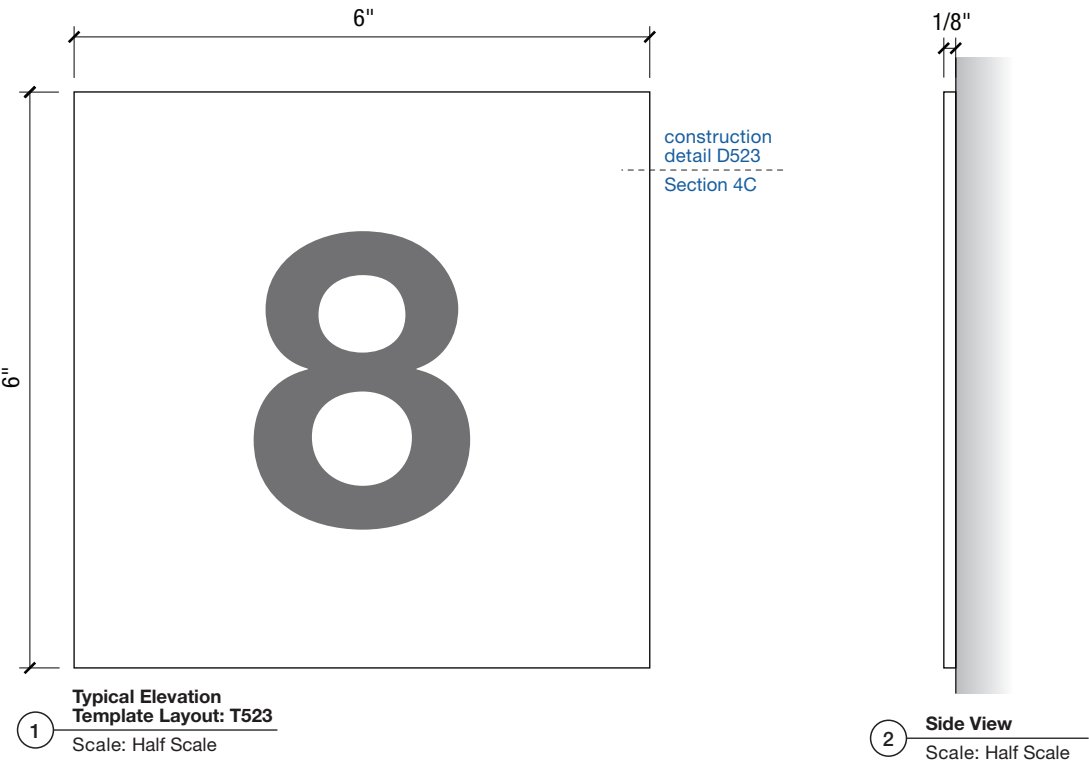 6"
1/8"
construction
detail D523
Section 4C
8
6"
Typical Elevation
Template Layout: T523
1
Scale: Half Scale
Side View
2
Scale: Half Scale